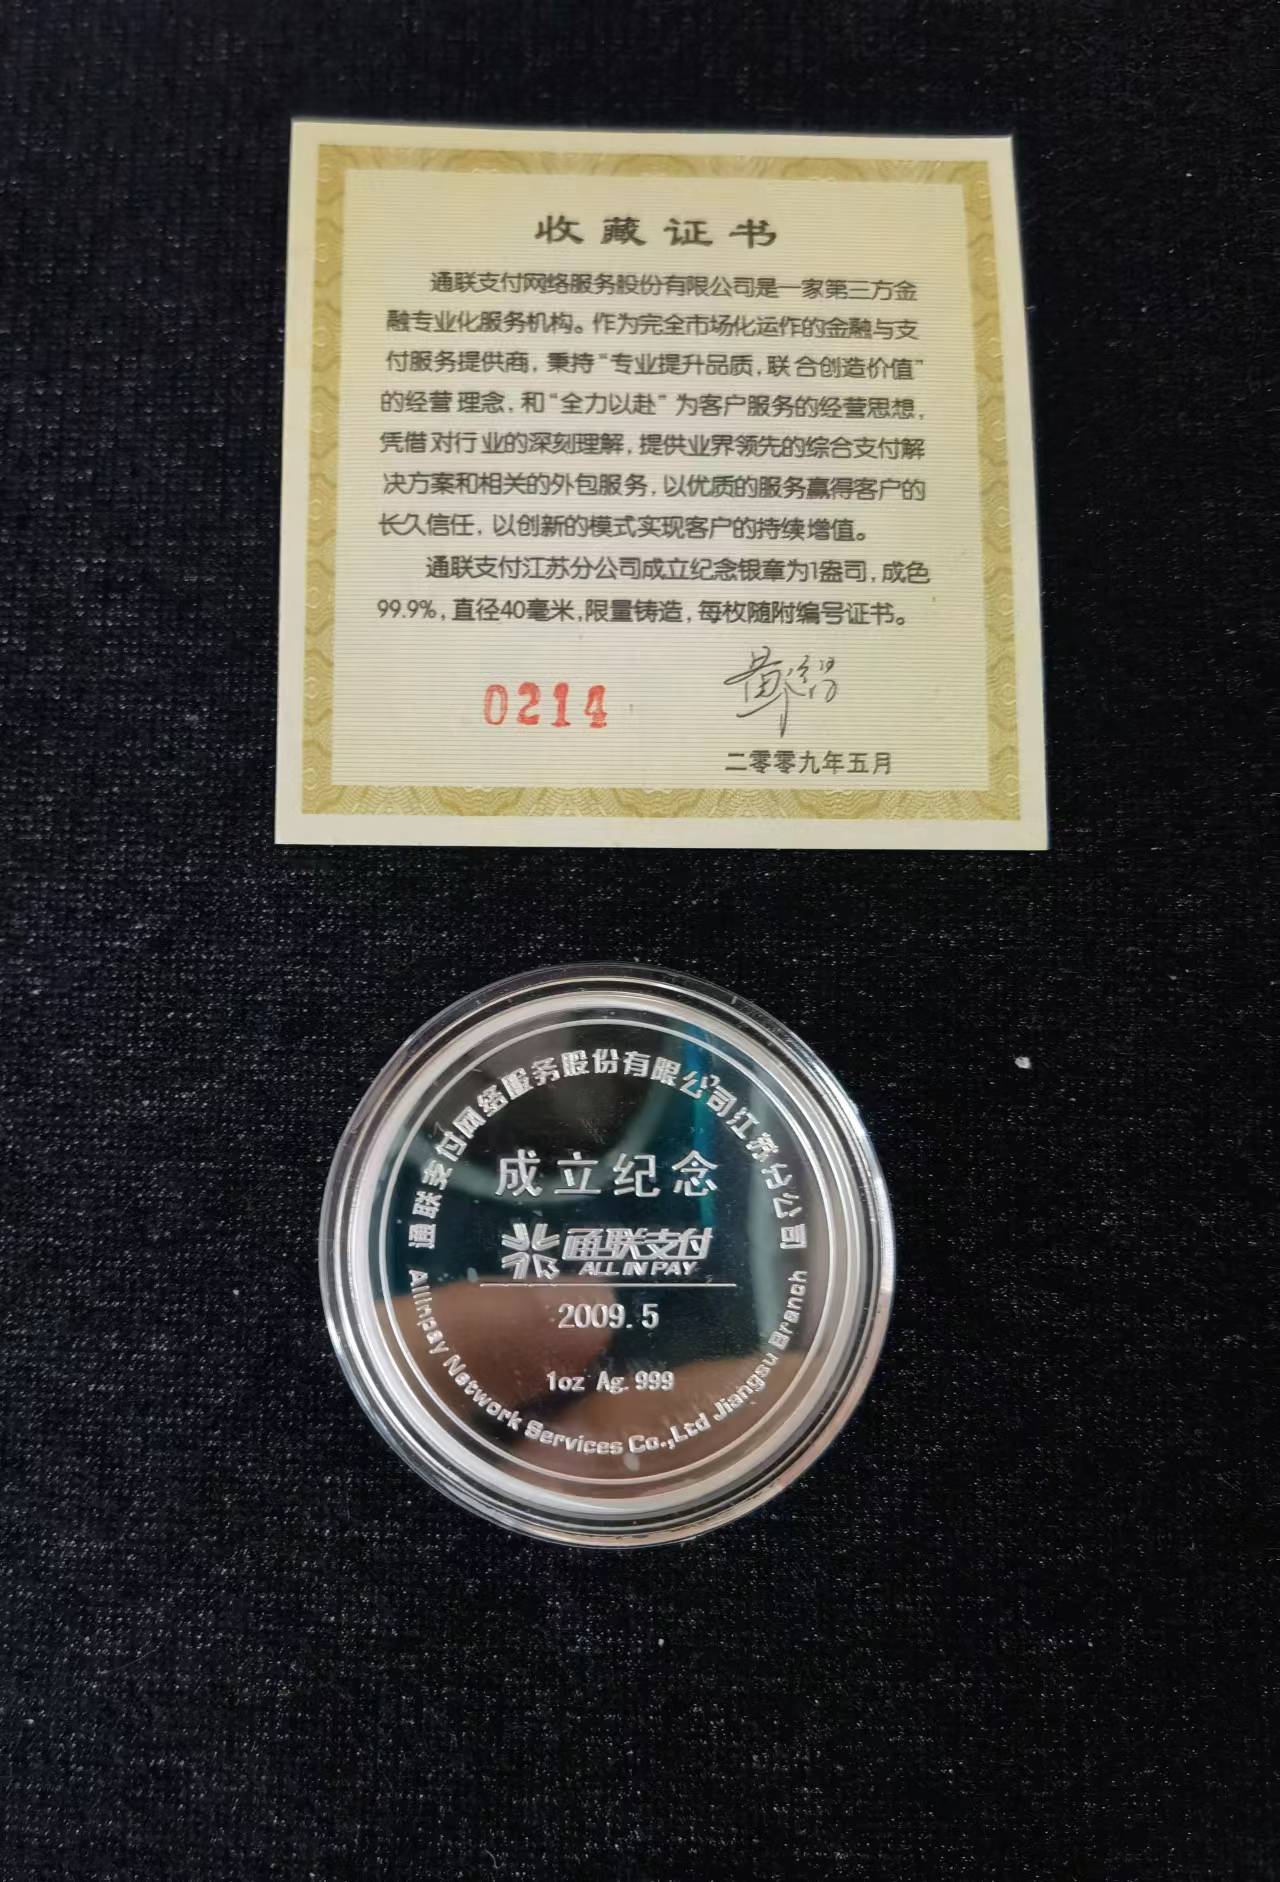 收藏证书
通联支付网络服务股份有限公司是一家第三方金
融专业化服务机构。作为完全市场化运作的金融与支
付服务提供商，秉持“专业提升品质，联合创造价值”
的经营理念，和“全力以赴”为客户服务的经营思想，
凭借对行业的深刻理解，提供业界领先的综合支付解
决方案和相关的外包服务，以优质的服务赢得客户的
长久信任，以创新的模式实现客户的持续增值。
通联支付江苏分公司成立纪念银章为1盎司，成色
99.9%，直径40毫米，限量铸造，每枚随附编号证书。
0214
二零零九年五月
通联支付网络服务股份有限公司江苏分公司
成立纪念
通联支付
ALL IN PAY
2009.5
1oz Ag.999
Allinpay Network Services Co.,Ltd Jiangsu Branch